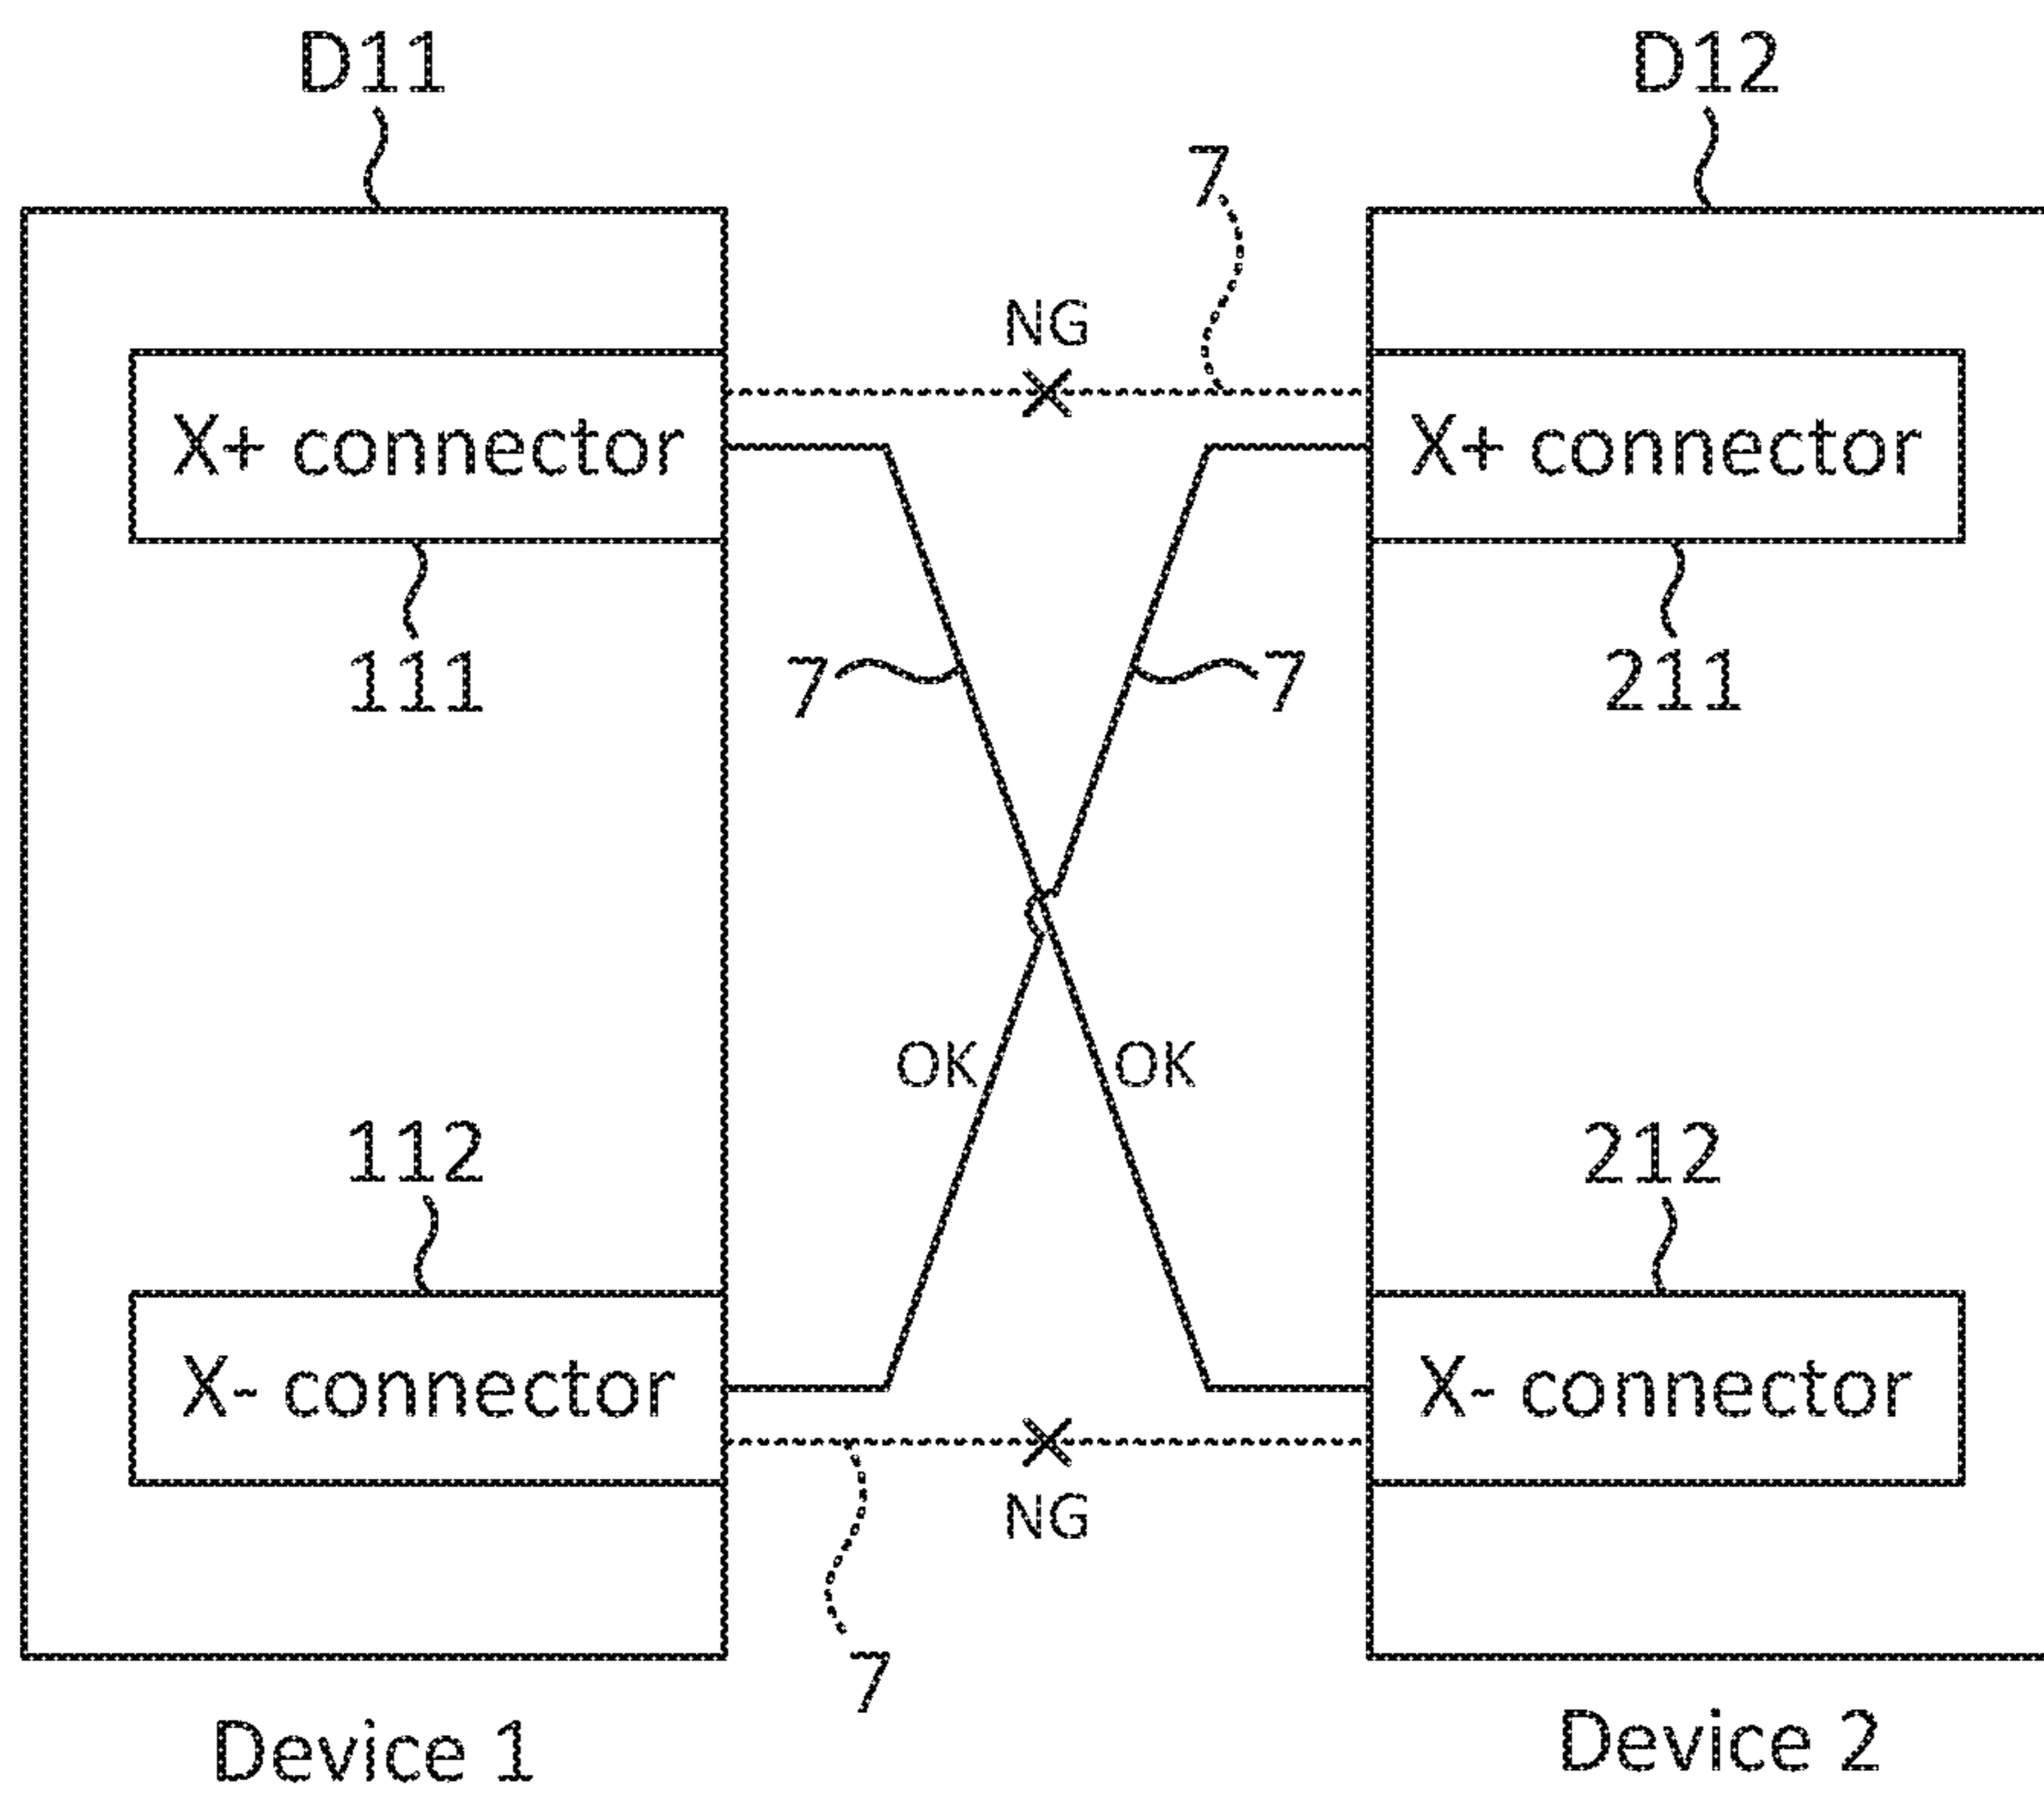 D11
D12
7
NG
X+ connector
X+ connector
111
7
7
211
OK
OK
112
212
X- connector
X- connector
NG
7
Device 1
Device 2